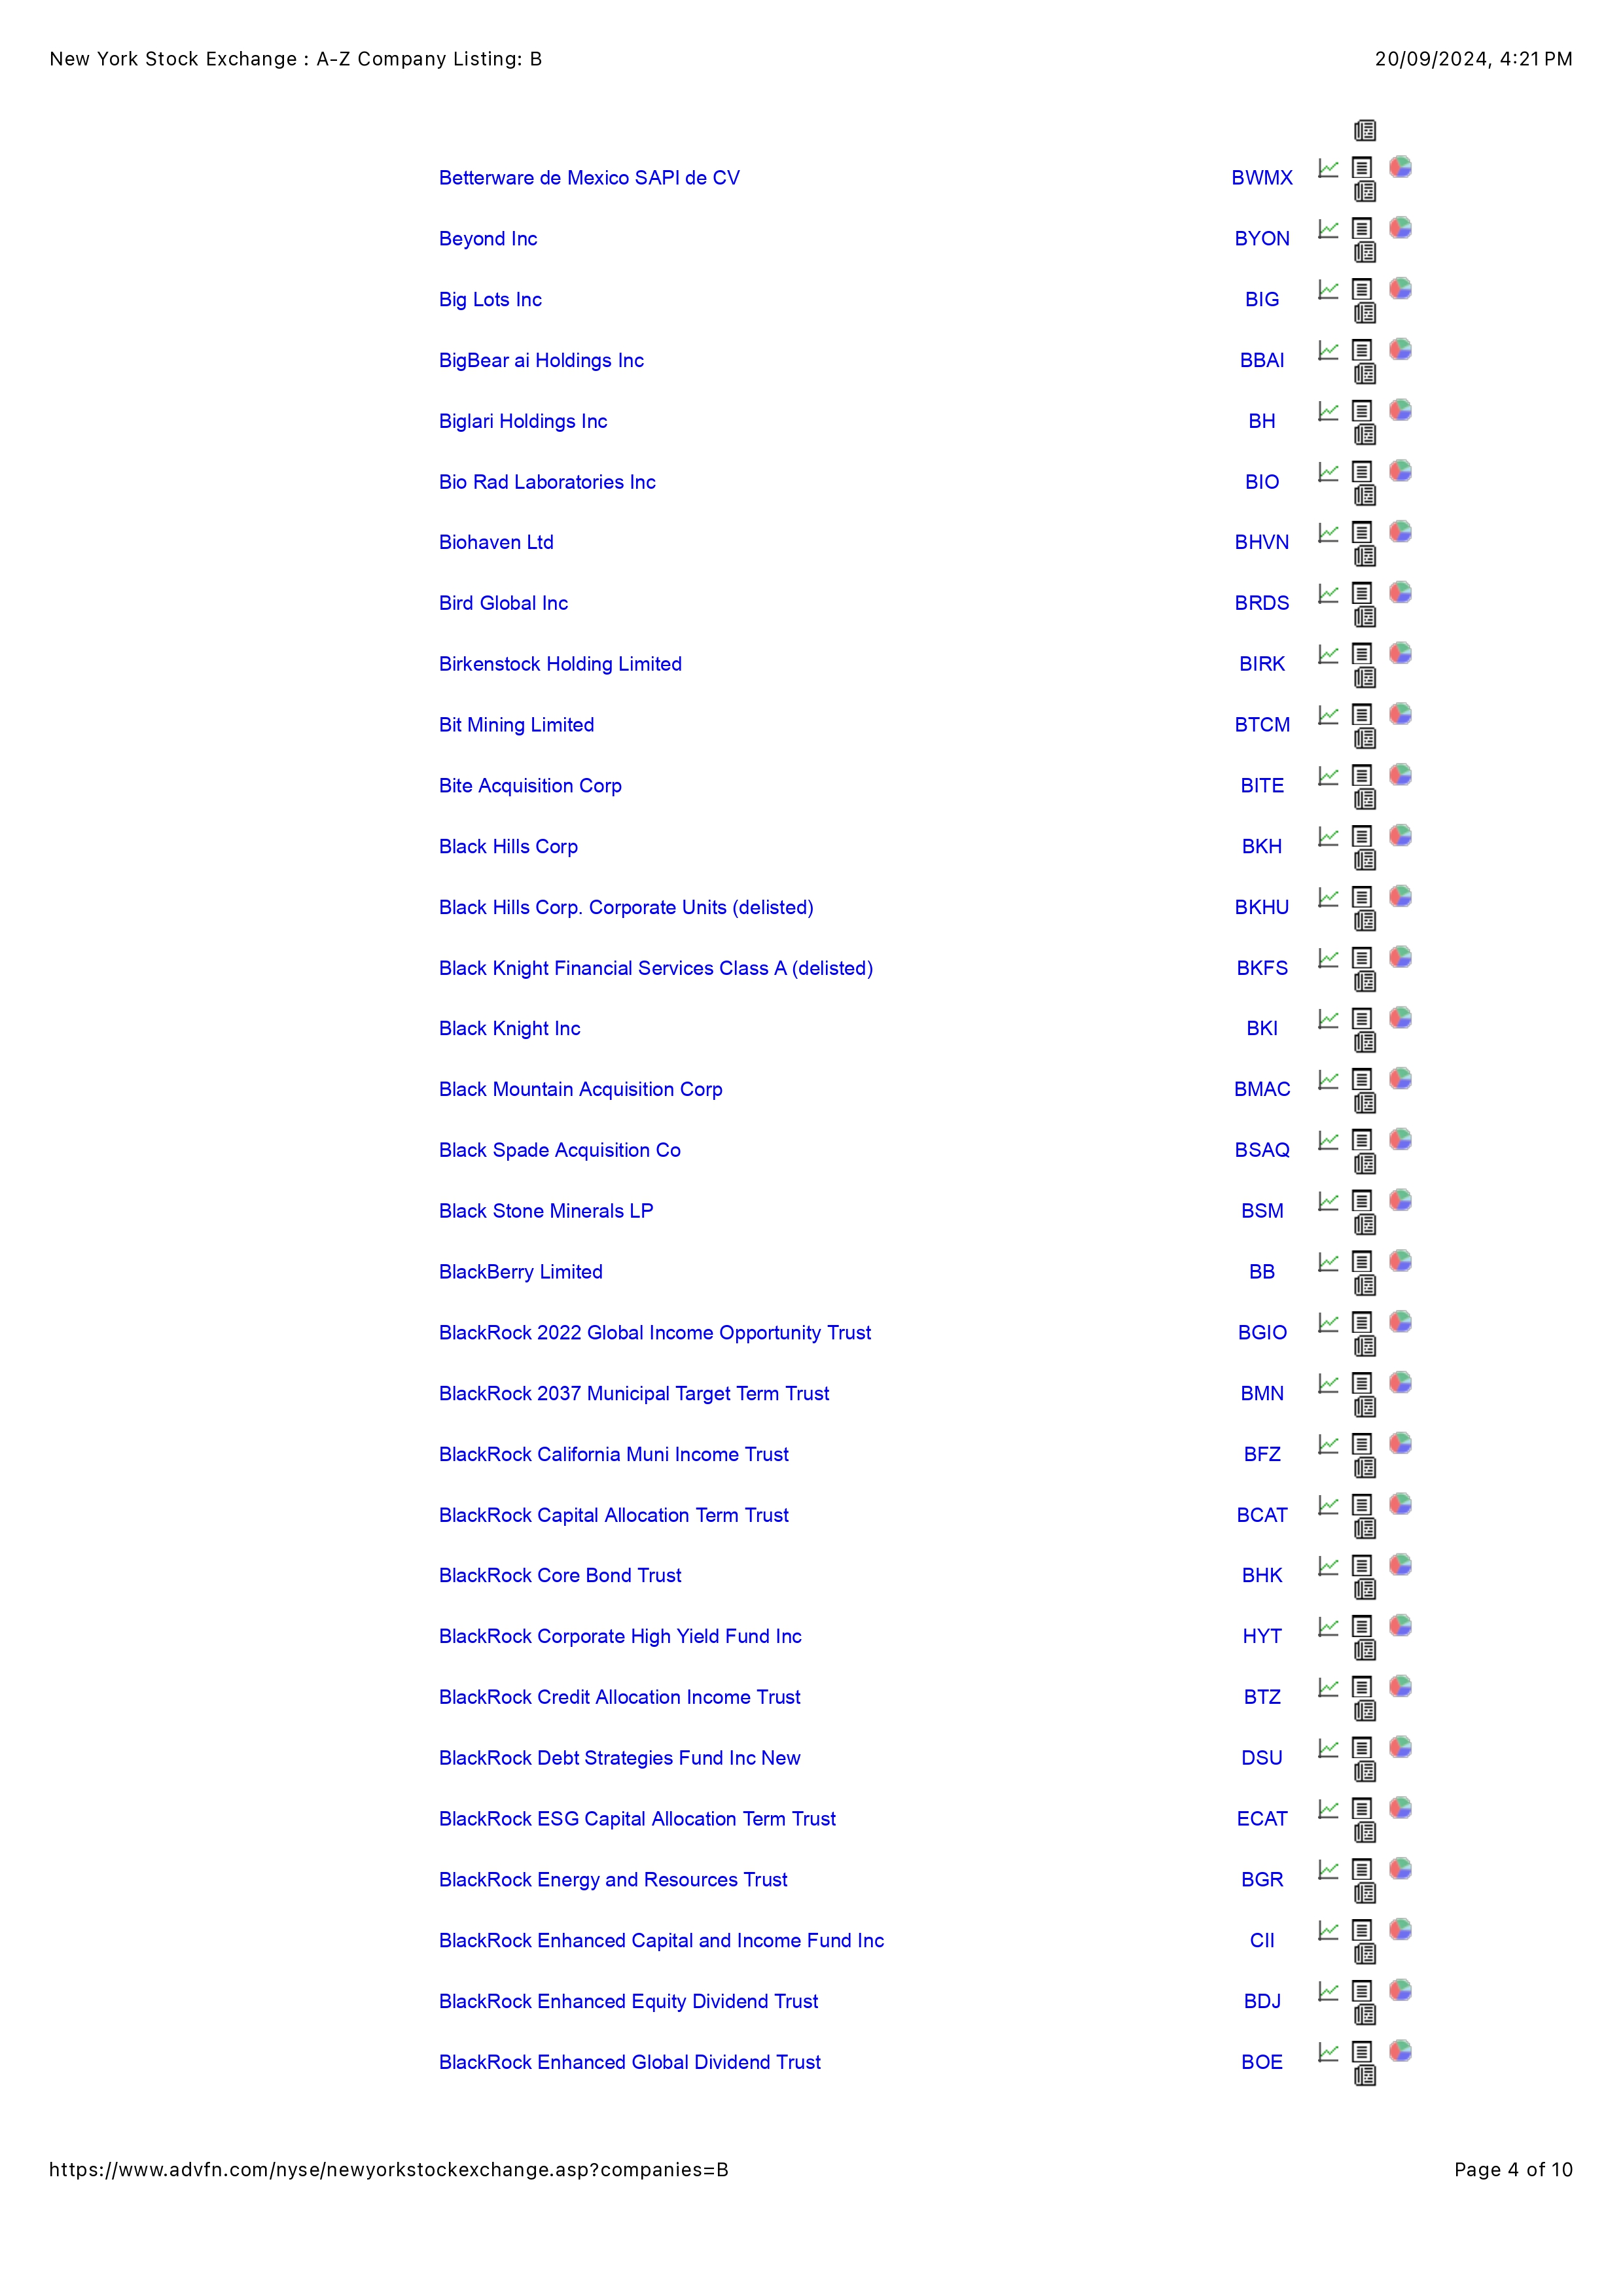 New York Stock Exchange : A-Z Company Listing: B 20/09/2024, 4:21 PM
Betterware de Mexico SAPI de CV BWMX
Beyond Inc BYON
Big Lots Inc BIG
BigBear ai Holdings Inc BBAI
Biglari Holdings Inc BH
Bio Rad Laboratories Inc BIO
Biohaven Ltd BHVN
Bird Global Inc BRDS
Birkenstock Holding Limited BIRK
Bit Mining Limited BTCM
Bite Acquisition Corp BITE
Black Hills Corp BKH
Black Hills Corp. Corporate Units (delisted) BKHU
Black Knight Financial Services Class A (delisted) BKFS
Black Knight Inc BKI
Black Mountain Acquisition Corp BMAC
Black Spade Acquisition Co BSAQ
Black Stone Minerals LP BSM
BlackBerry Limited BB
BlackRock 2022 Global Income Opportunity Trust BGIO
BlackRock 2037 Municipal Target Term Trust BMN
BlackRock California Muni Income Trust BFZ
BlackRock Capital Allocation Term Trust BCAT
BlackRock Core Bond Trust BHK
BlackRock Corporate High Yield Fund Inc HYT
BlackRock Credit Allocation Income Trust BTZ
BlackRock Debt Strategies Fund Inc New DSU
BlackRock ESG Capital Allocation Term Trust ECAT
BlackRock Energy and Resources Trust BGR
BlackRock Enhanced Capital and Income Fund Inc CII
BlackRock Enhanced Equity Dividend Trust BDJ
BlackRock Enhanced Global Dividend Trust BOE
https://www.advfn.com/nyse/newyorkstockexchange.asp?companies=B Page 4 of 10